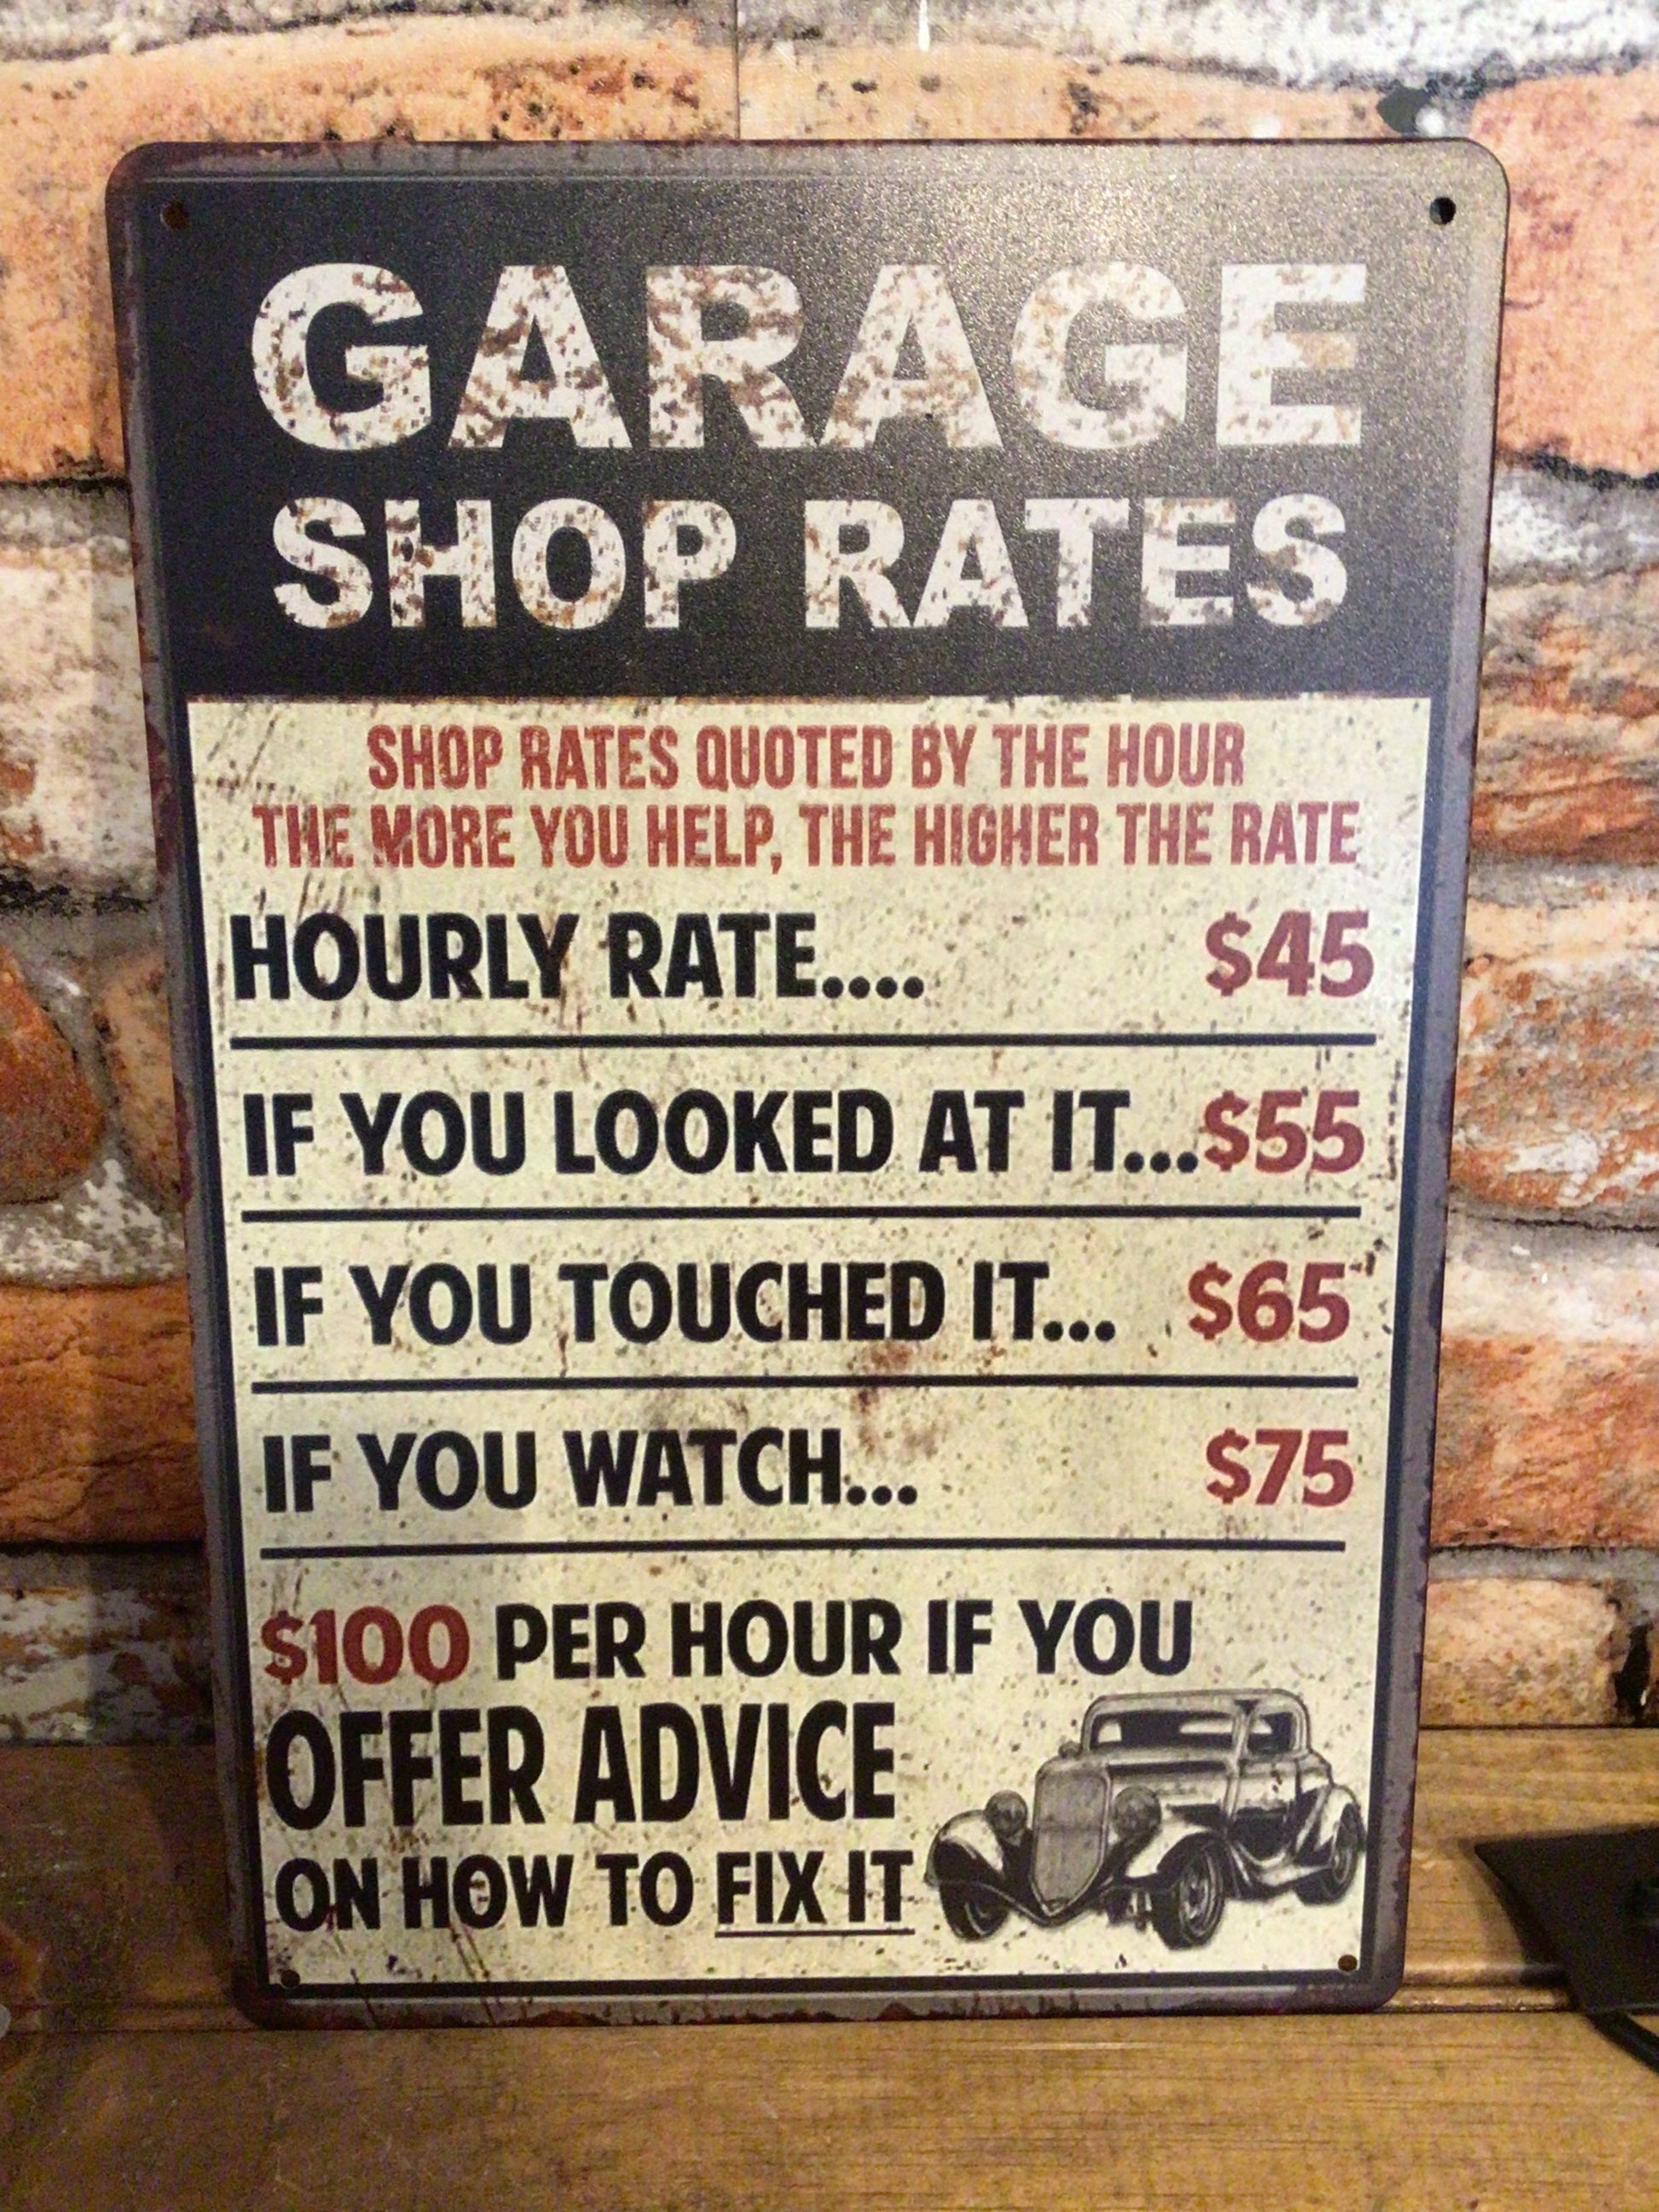 GARAGE
SHOP RATES
SHOP RATES QUOTED BY THE HOUR
THE MORE YOU HELP, THE HIGHER THE RATE
HOURLY RATE.... $45
IF YOU LOOKED AT IT...$55
IF YOU TOUCHED IT... $65
IF YOU WATCH... $75
$100 PER HOUR IF YOU
OFFER ADVICE
ON HOW TO FIX IT